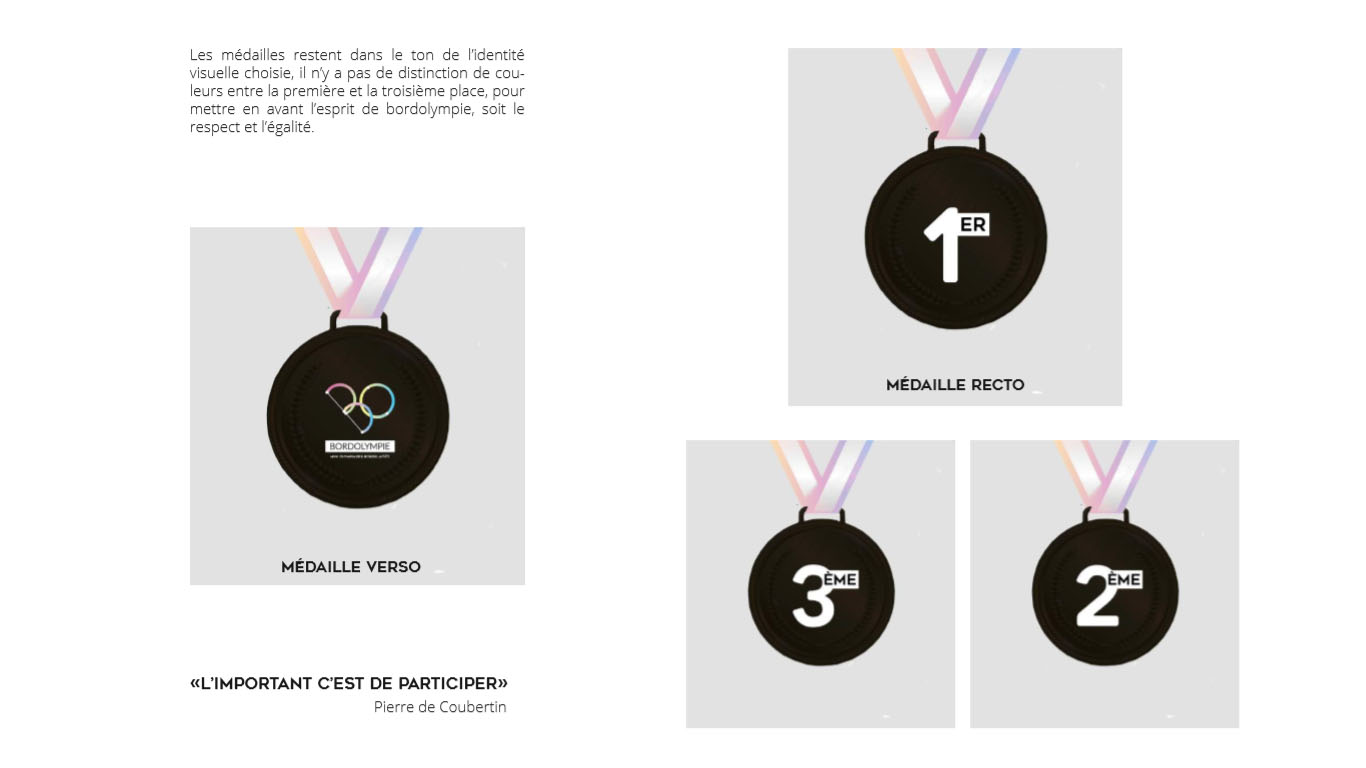 Les médailles restent dans le ton de l’identité
visuelle choisie, il n’y a pas de distinction de cou-
leurs entre la première et la troisième place, pour
mettre en avant l’esprit de bordolympie, soit le
respect et l’égalité.
BORDOLYMPIE
MÉDAILLE VERSO
«L’IMPORTANT C’EST DE PARTICIPER»
Pierre de Coubertin
1ER
MÉDAILLE RECTO
3ÈME
2ÈME